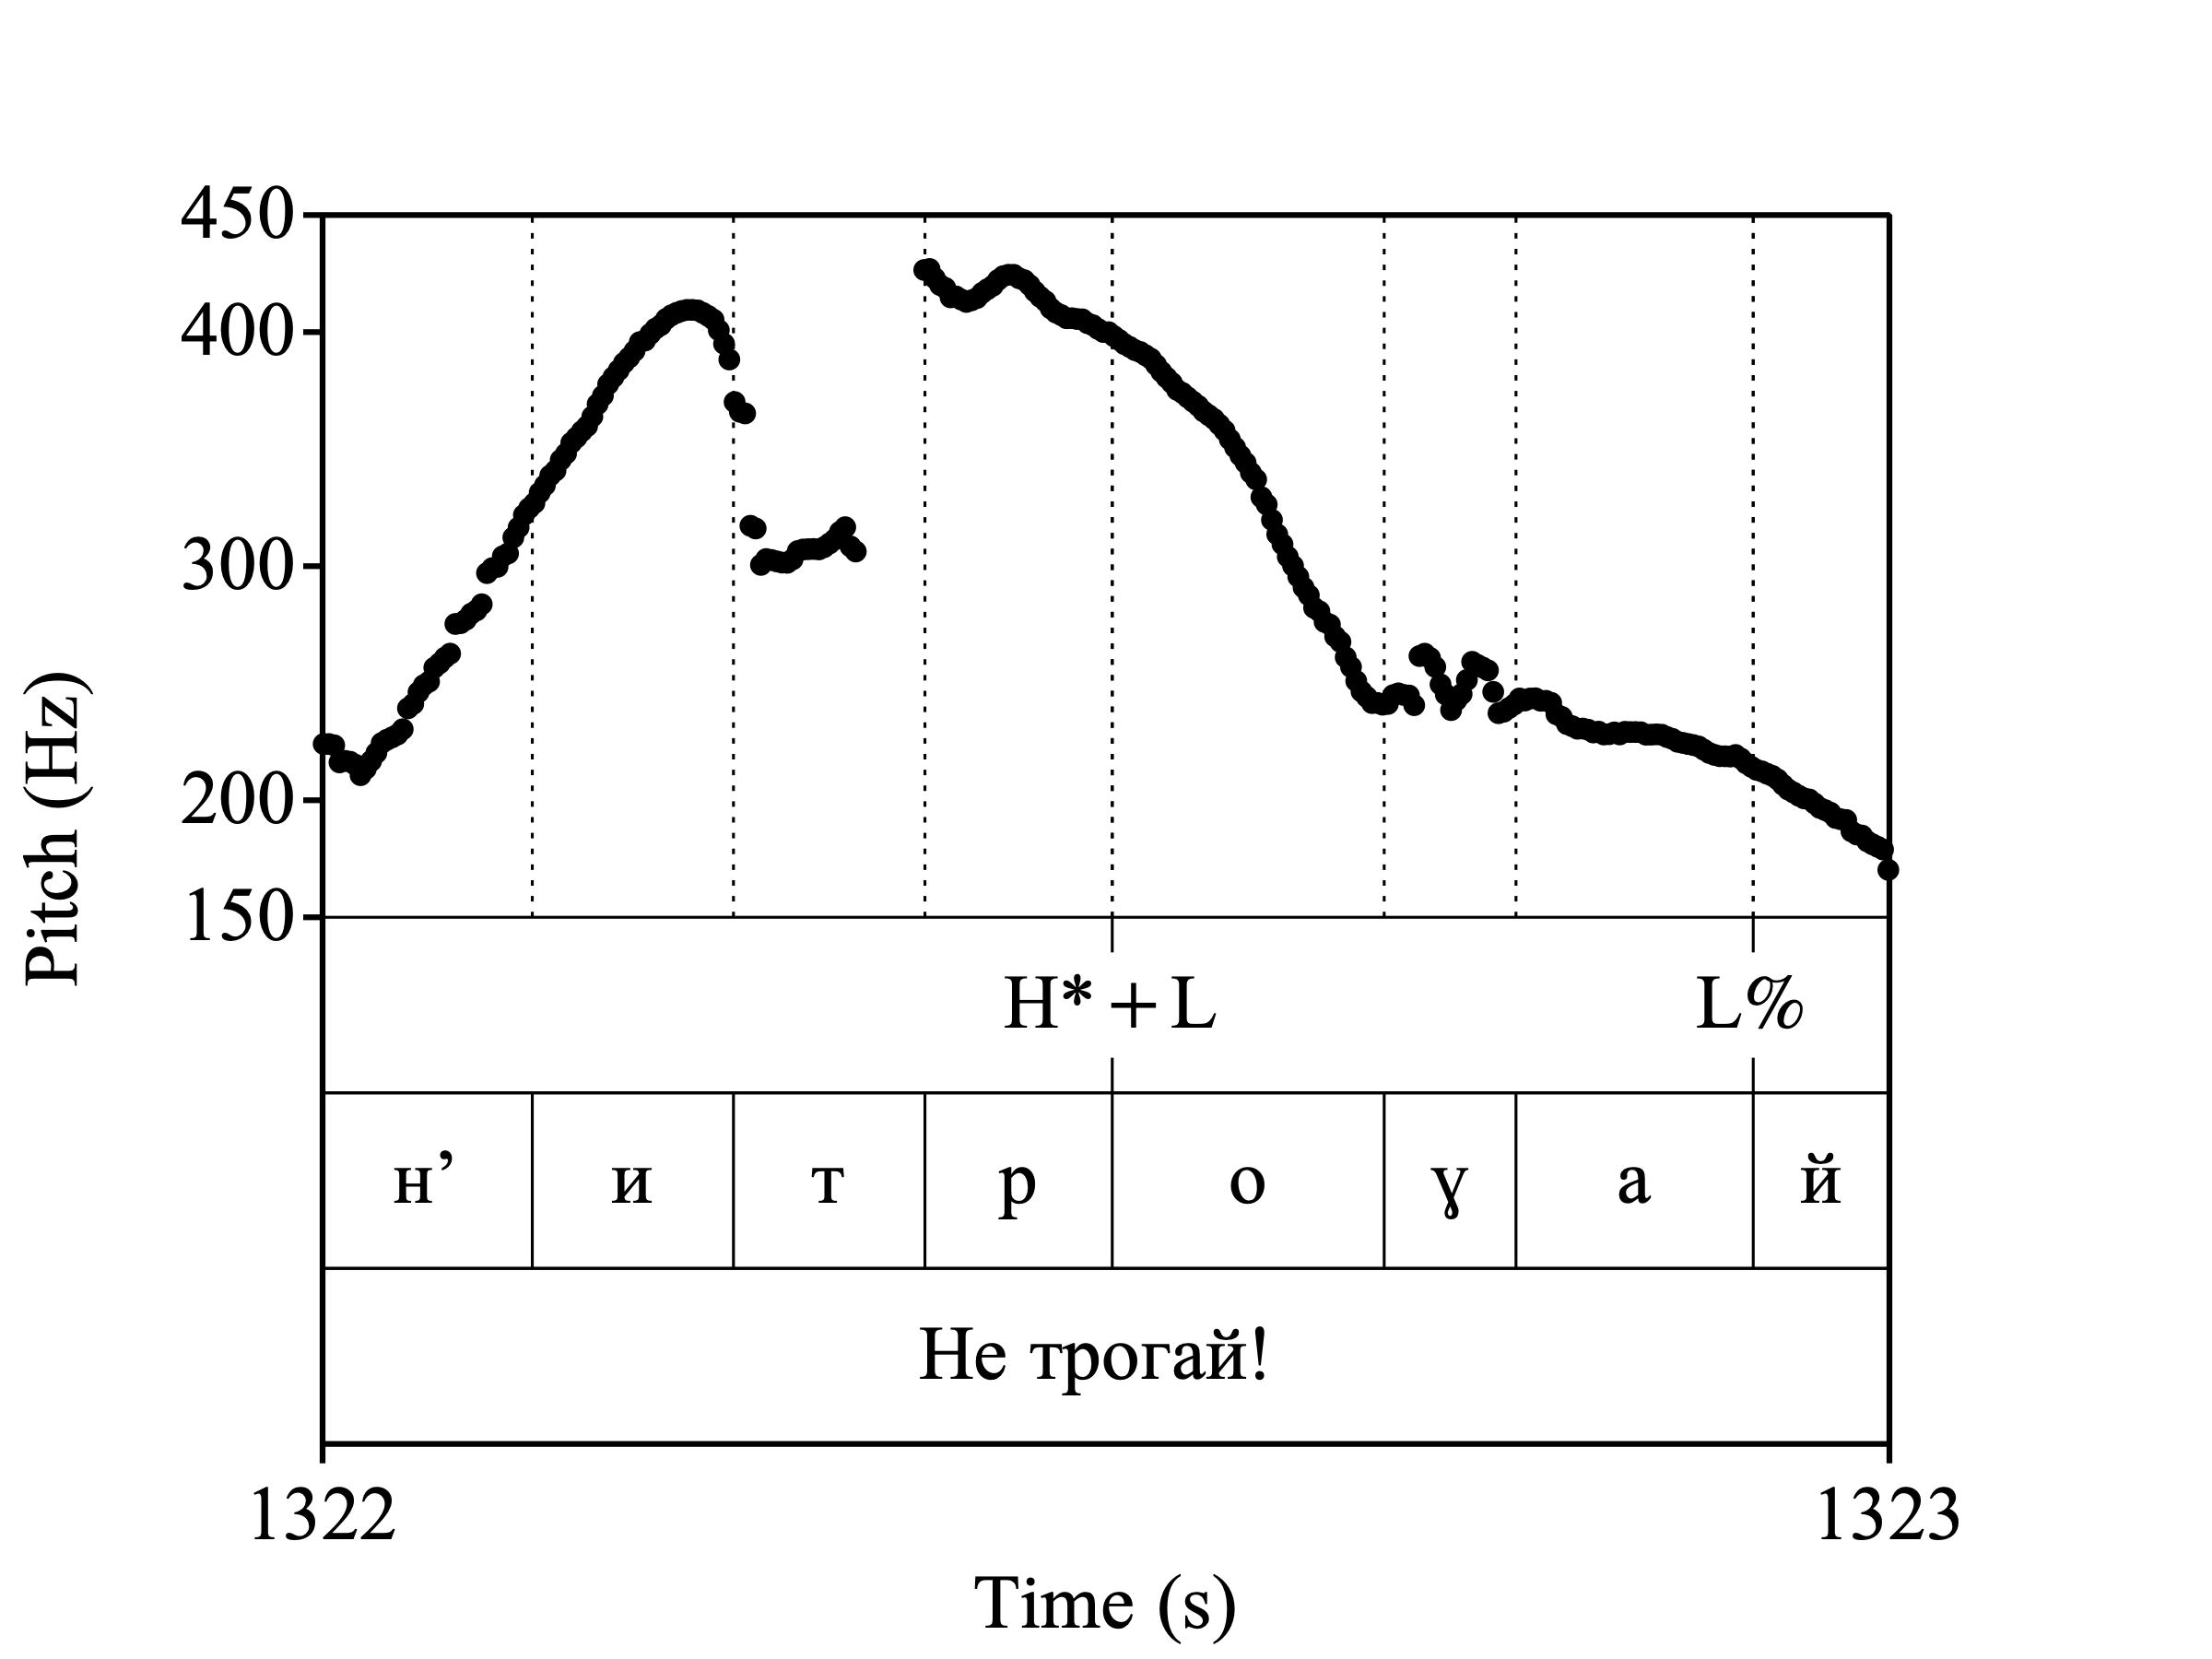 450
400
300
200
150
Pitch (Hz)
H*+L L%
н’ и т р о ɣ а й
Не трогай!
1322 1323
Time (s)